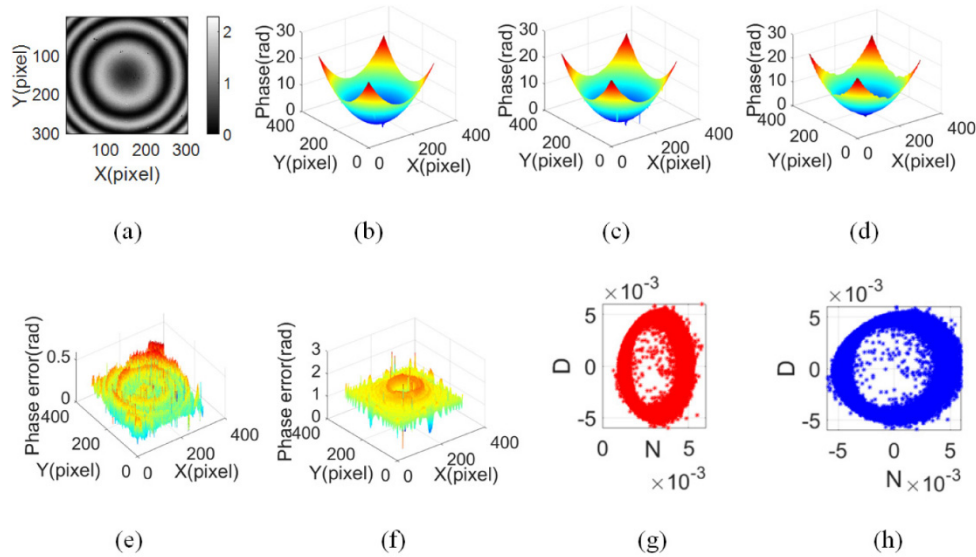 100
200
300
Y(pixel)
100 200 300
X(pixel)
2
1
0
(a)
30
20
10
0
Phase(rad)
400
200
0
Y(pixel)
0
200
400
X(pixel)
(b)
30
20
10
0
Phase(rad)
400
200
0
Y(pixel)
0
200
400
X(pixel)
(c)
30
20
10
0
Phase(rad)
400
200
0
Y(pixel)
0
200
400
X(pixel)
(d)
0.5
0
Phase error(rad)
400
200
0
Y(pixel)
0
200
400
X(pixel)
(e)
3
2
1
0
Phase error(rad)
400
200
0
Y(pixel)
0
200
400
X(pixel)
(f)
×10-3
5
0
-5
D
0 5
N
×10-3
(g)
×10-3
5
0
-5
D
-5 0 5
N ×10-3
(h)